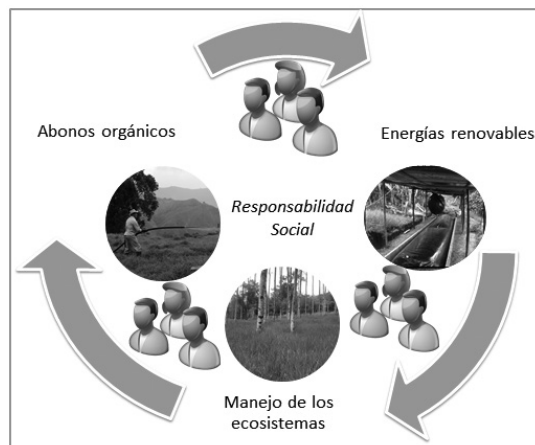 Abonos orgánicos
Energías renovables
Responsabilidad
Social
Manejo de los
ecosistemas